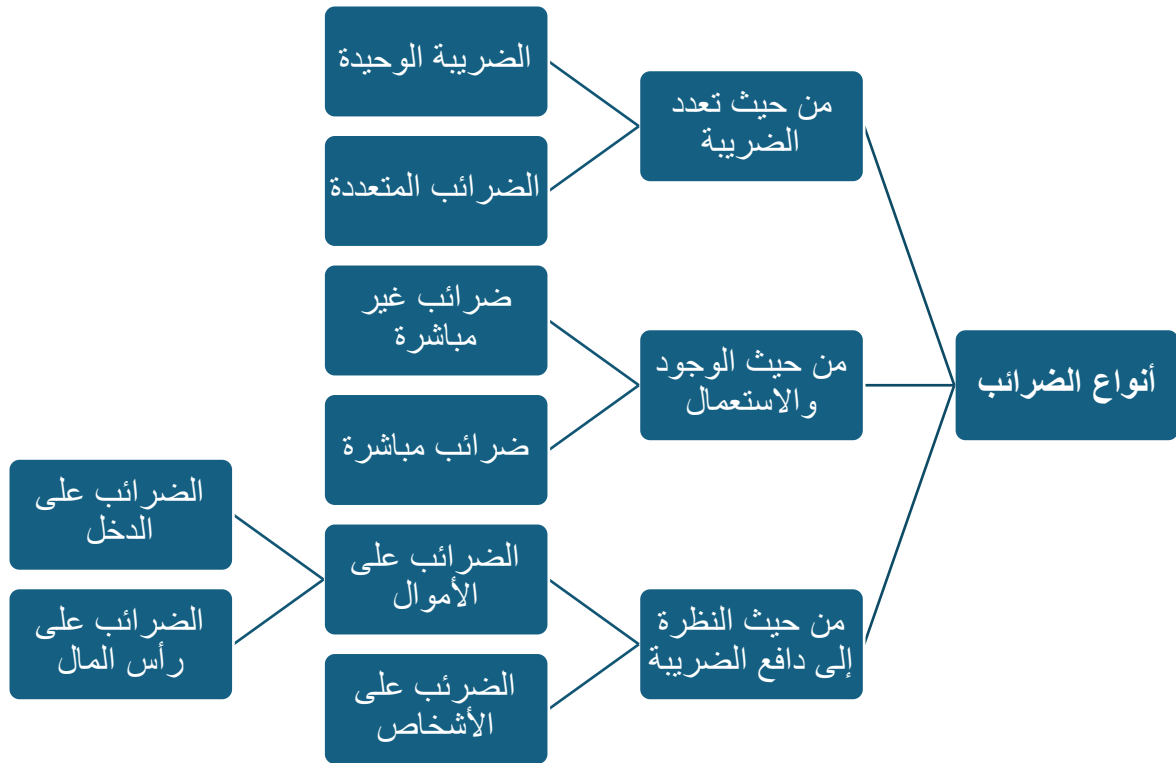 أنواع الضرائب
من حيث تعدد
الضريبة
الضريبة الوحيدة
الضرائب المتعددة
من حيث الوجود
والاستعمال
ضرائب غير
مباشرة
ضرائب مباشرة
من حيث النظرة
إلى دافع الضريبة
الضرائب على
الأموال
الضرائب على
الدخل
الضرائب على
رأس المال
الضرئب على
الأشخاص